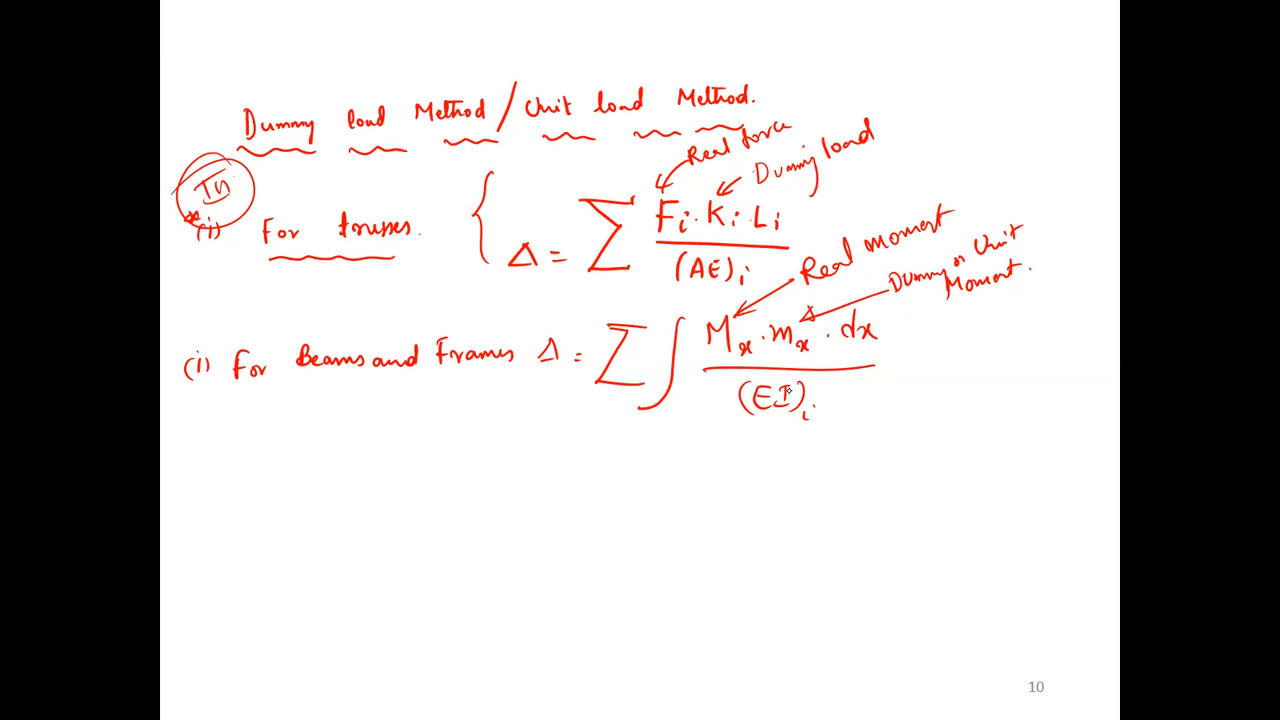 Dummy load Method / Unit load Method.
Real force
Dummy load
(i) For trusses. Δ = ∑ Fi . Ki . Li / (AE)i
Real moment
Dummy or Unit Moment.
(i) For Beams and Frames Δ = ∑ ∫ Mx . mx . dx / (EI)i
10